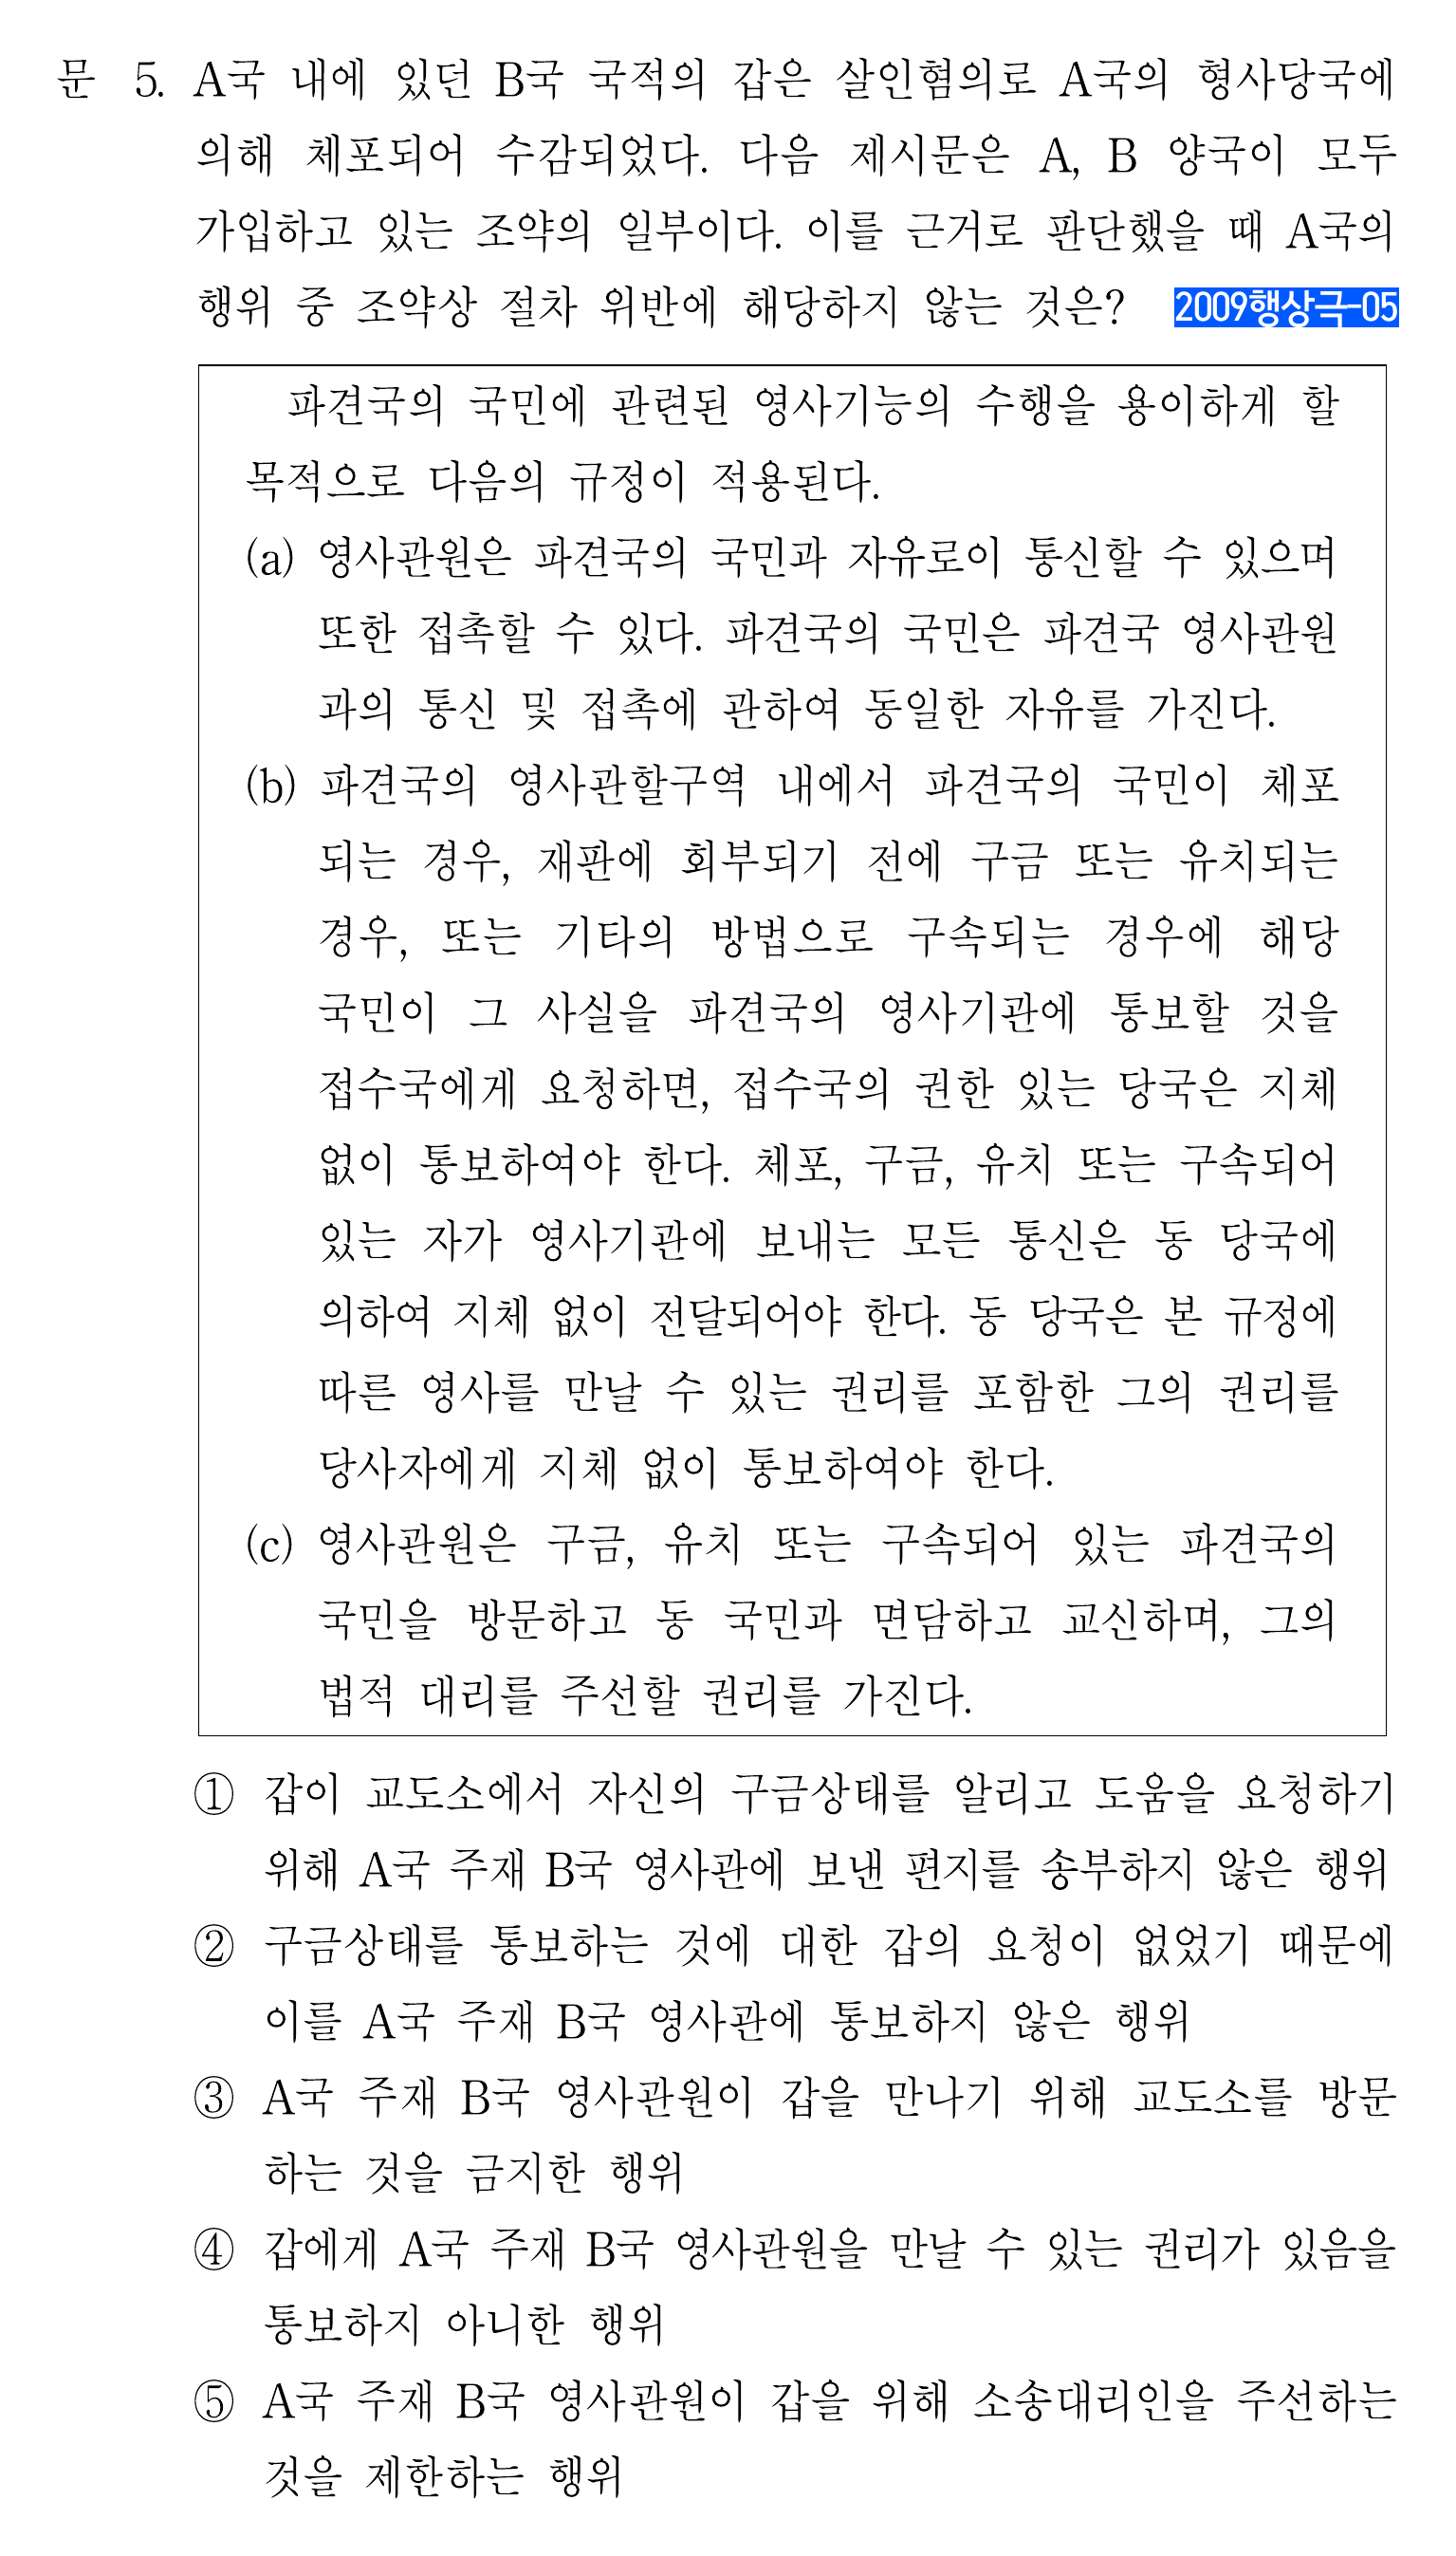 문 5. A국 내에 있던 B국 국적의 갑은 살인혐의로 A국의 형사당국에
의해 체포되어 수감되었다. 다음 제시문은 A, B 양국이 모두
가입하고 있는 조약의 일부이다. 이를 근거로 판단했을 때 A국의
행위 중 조약상 절차 위반에 해당하지 않는 것은? 2009행상극-05
파견국의 국민에 관련된 영사기능의 수행을 용이하게 할
목적으로 다음의 규정이 적용된다.
(a) 영사관원은 파견국의 국민과 자유로이 통신할 수 있으며
또한 접촉할 수 있다. 파견국의 국민은 파견국 영사관원
과의 통신 및 접촉에 관하여 동일한 자유를 가진다.
(b) 파견국의 영사관할구역 내에서 파견국의 국민이 체포
되는 경우, 재판에 회부되기 전에 구금 또는 유치되는
경우, 또는 기타의 방법으로 구속되는 경우에 해당
국민이 그 사실을 파견국의 영사기관에 통보할 것을
접수국에게 요청하면, 접수국의 권한 있는 당국은 지체
없이 통보하여야 한다. 체포, 구금, 유치 또는 구속되어
있는 자가 영사기관에 보내는 모든 통신은 동 당국에
의하여 지체 없이 전달되어야 한다. 동 당국은 본 규정에
따른 영사를 만날 수 있는 권리를 포함한 그의 권리를
당사자에게 지체 없이 통보하여야 한다.
(c) 영사관원은 구금, 유치 또는 구속되어 있는 파견국의
국민을 방문하고 동 국민과 면담하고 교신하며, 그의
법적 대리를 주선할 권리를 가진다.
① 갑이 교도소에서 자신의 구금상태를 알리고 도움을 요청하기
위해 A국 주재 B국 영사관에 보낸 편지를 송부하지 않은 행위
② 구금상태를 통보하는 것에 대한 갑의 요청이 없었기 때문에
이를 A국 주재 B국 영사관에 통보하지 않은 행위
③ A국 주재 B국 영사관원이 갑을 만나기 위해 교도소를 방문
하는 것을 금지한 행위
④ 갑에게 A국 주재 B국 영사관원을 만날 수 있는 권리가 있음을
통보하지 아니한 행위
⑤ A국 주재 B국 영사관원이 갑을 위해 소송대리인을 주선하는
것을 제한하는 행위